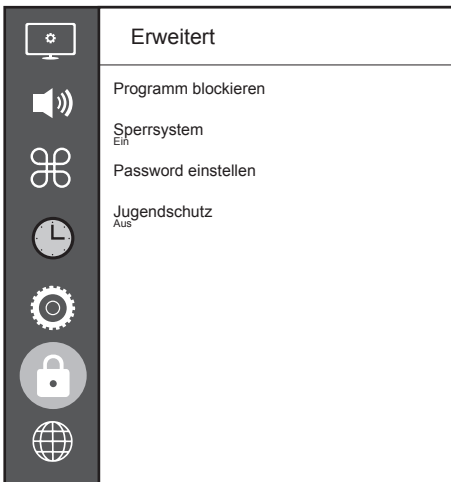 Erweitert
Programm blockieren
Sperrsystem
Ein
Password einstellen
Jugendschutz
Aus